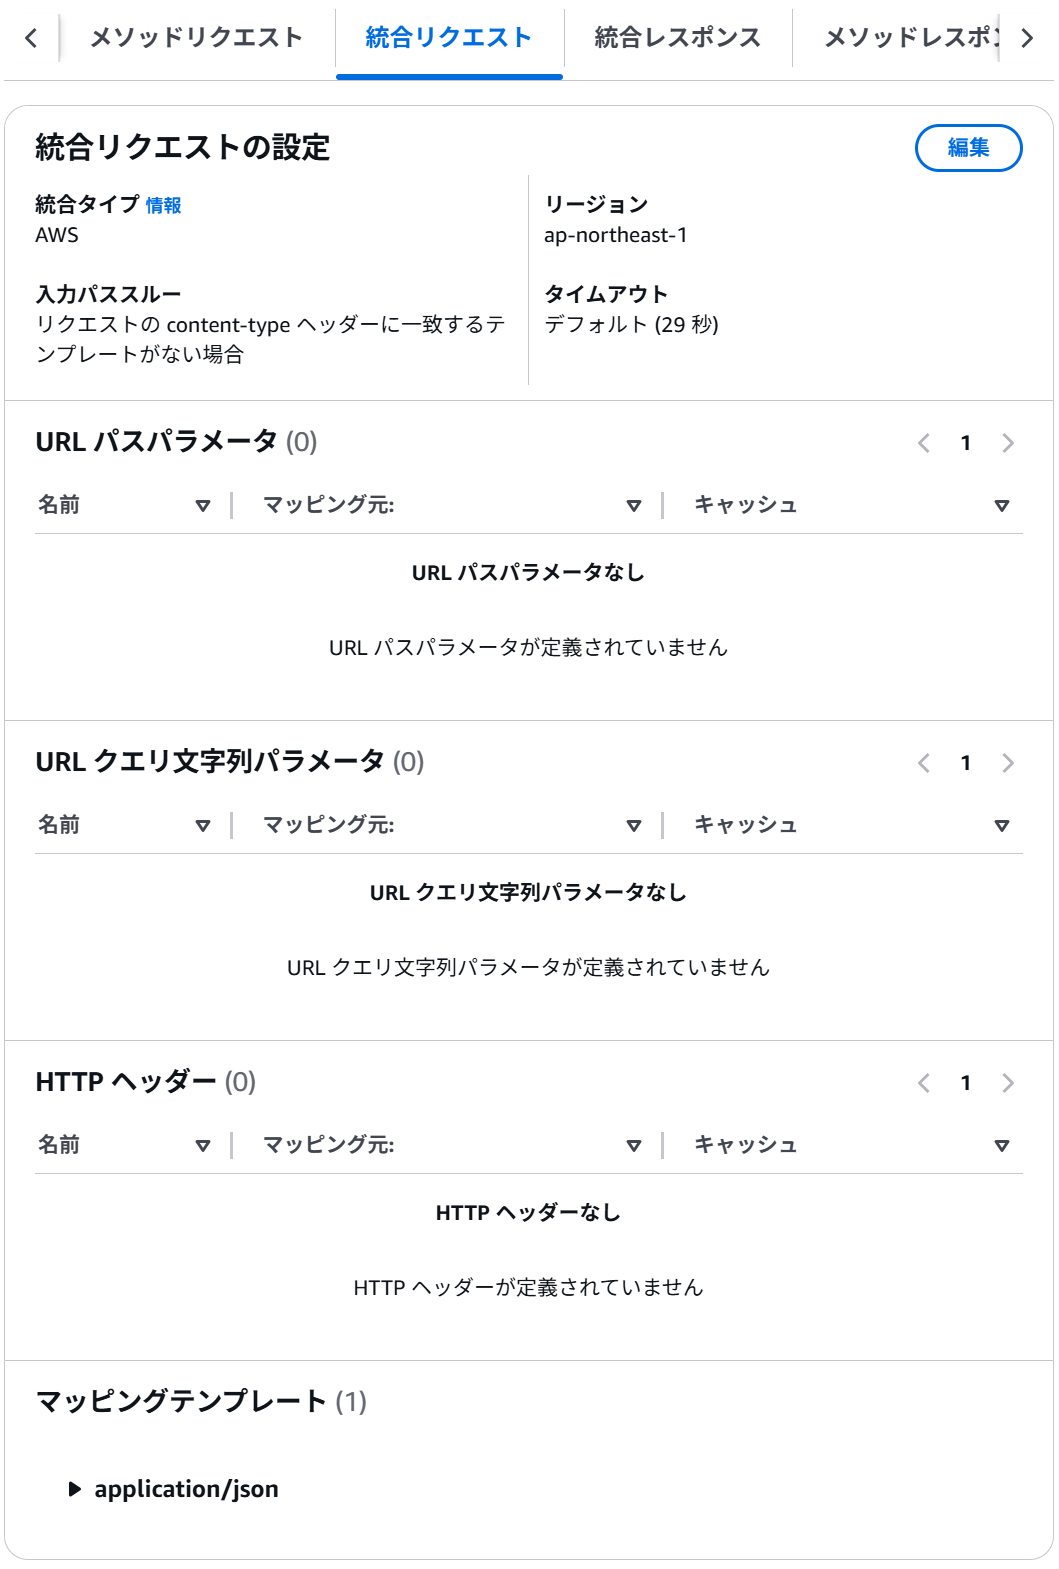 メソッドリクエスト
統合リクエスト
統合レスポンス
メソッドレスポン
統合リクエストの設定
編集
統合タイプ 情報
AWS
リージョン
ap-northeast-1
入力パススルー
リクエストの content-type ヘッダーに一致するテ
ンプレートがない場合
タイムアウト
デフォルト (29 秒)
URL パスパラメータ (0)
1
名前
マッピング元:
キャッシュ
URL パスパラメータなし
URL パスパラメータが定義されていません
URL クエリ文字列パラメータ (0)
1
名前
マッピング元:
キャッシュ
URL クエリ文字列パラメータなし
URL クエリ文字列パラメータが定義されていません
HTTP ヘッダー (0)
1
名前
マッピング元:
キャッシュ
HTTP ヘッダーなし
HTTP ヘッダーが定義されていません
マッピングテンプレート (1)
application/json